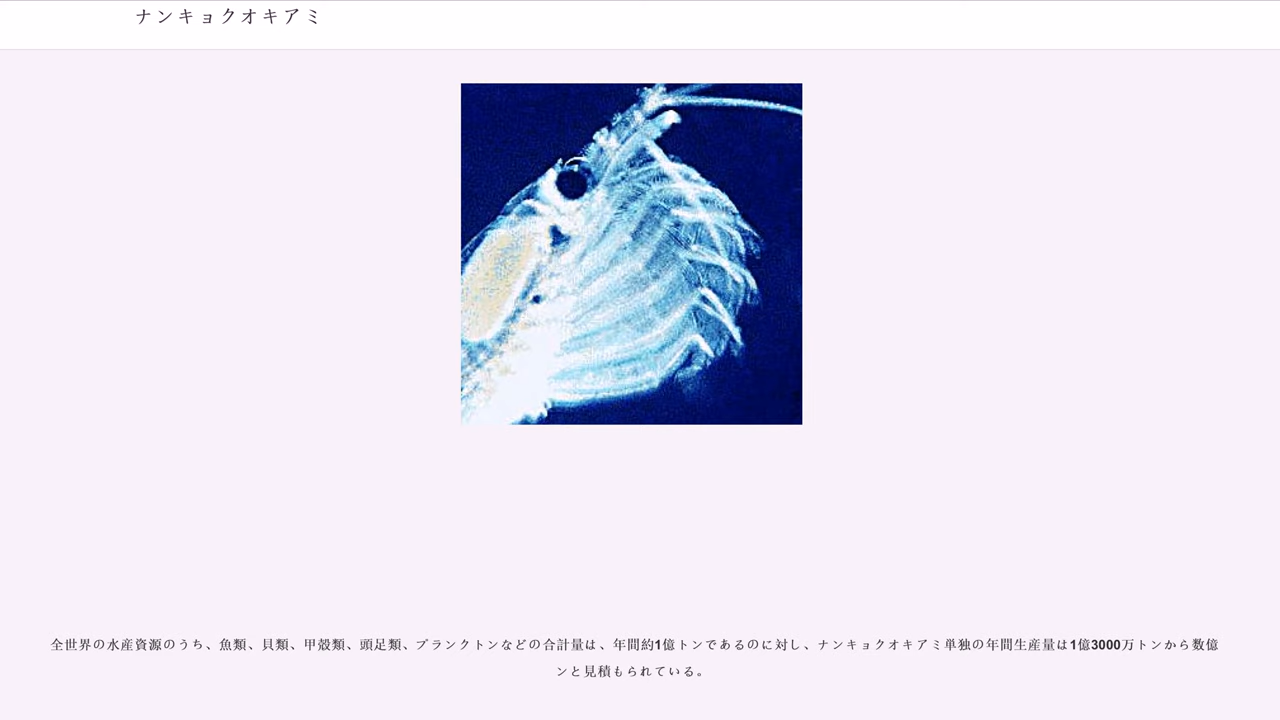 ナンキョクオキアミ
全世界の水産資源のうち、魚類、貝類、甲殻類、頭足類、プランクトンなどの合計量は、年間約1億トンであるのに対し、ナンキョクオキアミ単独の年間生産量は1億3000万トンから数億
ンと見積もられている。